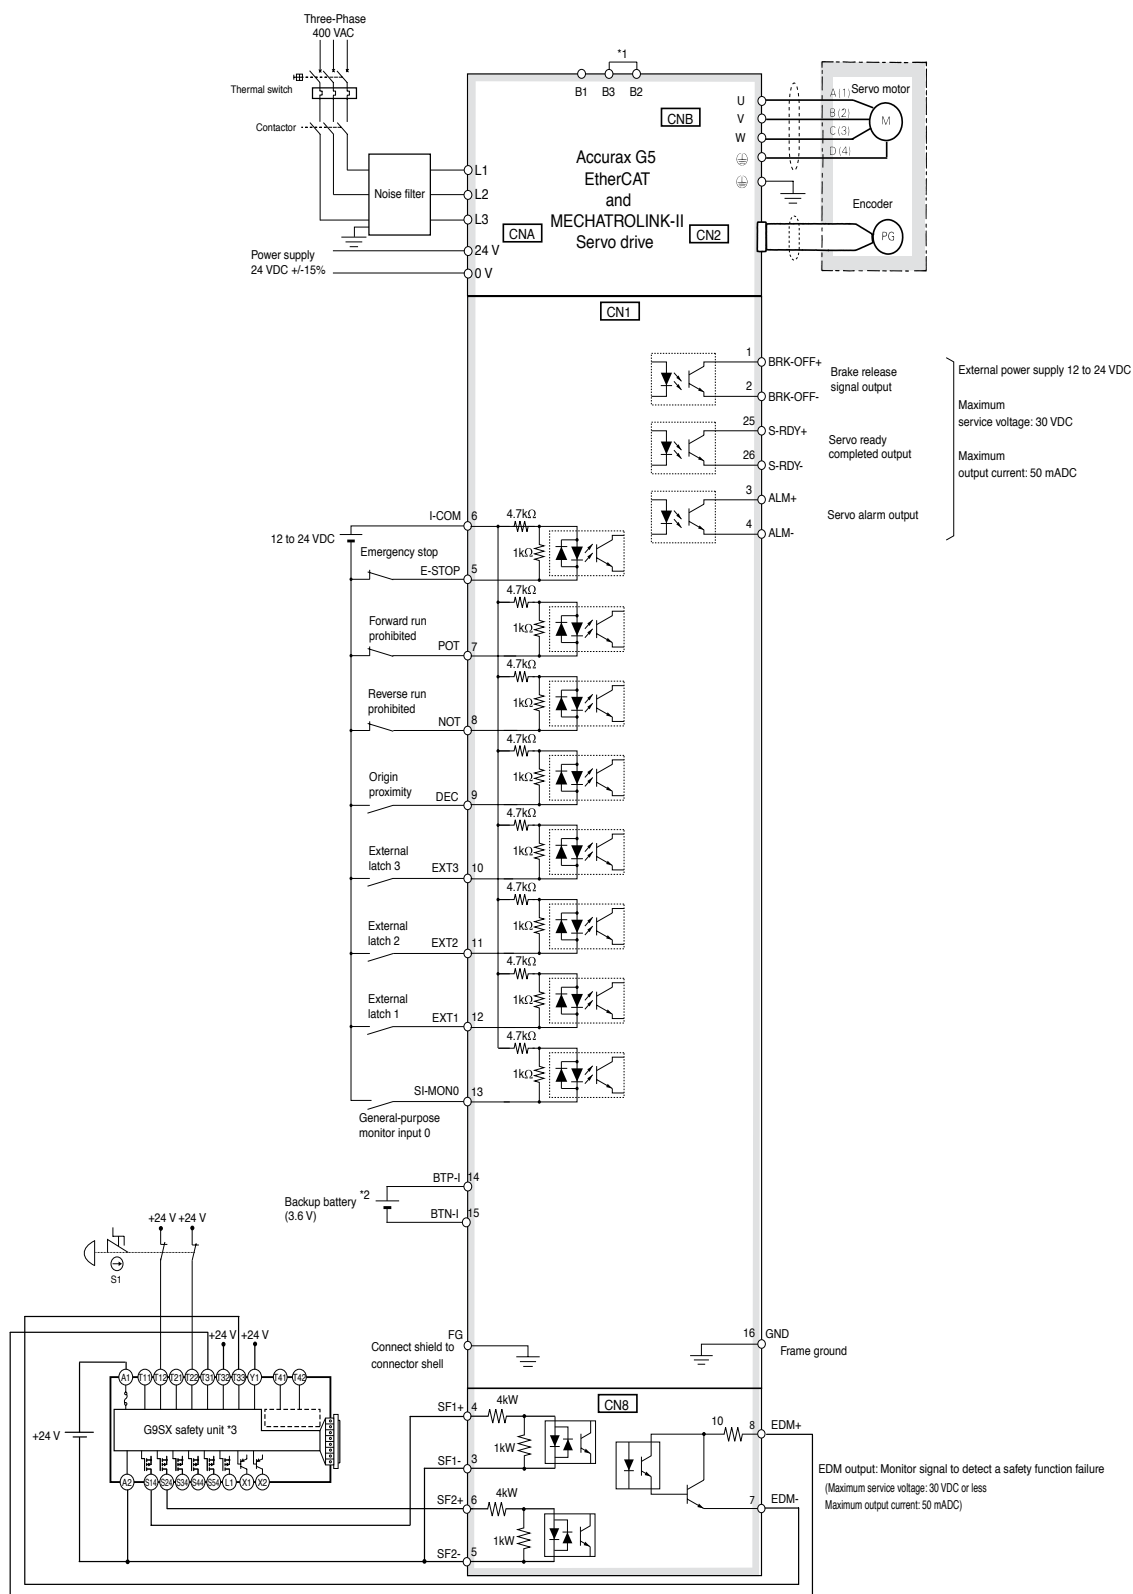 Three-Phase
400 VAC
Thermal switch
Contactor
Noise filter
L1
L2
L3
Power supply
24 VDC +/-15%
24 V
0 V
*1
B1 B3 B2
CNB
Accurax G5
EtherCAT
and
MECHATROLINK-II
Servo drive
CNA
CN2
U
V
W
A (1)
B (2)
C (3)
D (4)
Servo motor
M
Encoder
PG
CN1
1 BRK-OFF+
2 BRK-OFF-
Brake release
signal output
25 S-RDY+
26 S-RDY-
Servo ready
completed output
3 ALM+
4 ALM-
Servo alarm output
External power supply 12 to 24 VDC
Maximum
service voltage: 30 VDC
Maximum
output current: 50 mADC
12 to 24 VDC
I-COM 6
4.7kΩ
1kΩ
Emergency stop
E-STOP 5
4.7kΩ
1kΩ
Forward run
prohibited
POT 7
4.7kΩ
1kΩ
Reverse run
prohibited
NOT 8
4.7kΩ
1kΩ
Origin
proximity
DEC 9
4.7kΩ
1kΩ
External
latch 3
EXT3 10
4.7kΩ
1kΩ
External
latch 2
EXT2 11
4.7kΩ
1kΩ
External
latch 1
EXT1 12
4.7kΩ
1kΩ
SI-MON0 13
General-purpose
monitor input 0
BTP-I 14
Backup battery *2
(3.6 V)
BTN-I 15
+24 V +24 V
S1
+24 V +24 V
FG
Connect shield to
connector shell
16 GND
Frame ground
A1 T11 T12 T21 T22 T31 T32 T33 Y1 T41 T42
G9SX safety unit *3
+24 V
A2 S14 S24 S34 S44 S54 L1 X1 X2
CN8
SF1+ 4
4kW
1kW
SF1- 3
SF2+ 6
4kW
1kW
SF2- 5
10 8 EDM+
7 EDM-
EDM output: Monitor signal to detect a safety function failure
(Maximum service voltage: 30 VDC or less
Maximum output current: 50 mADC)